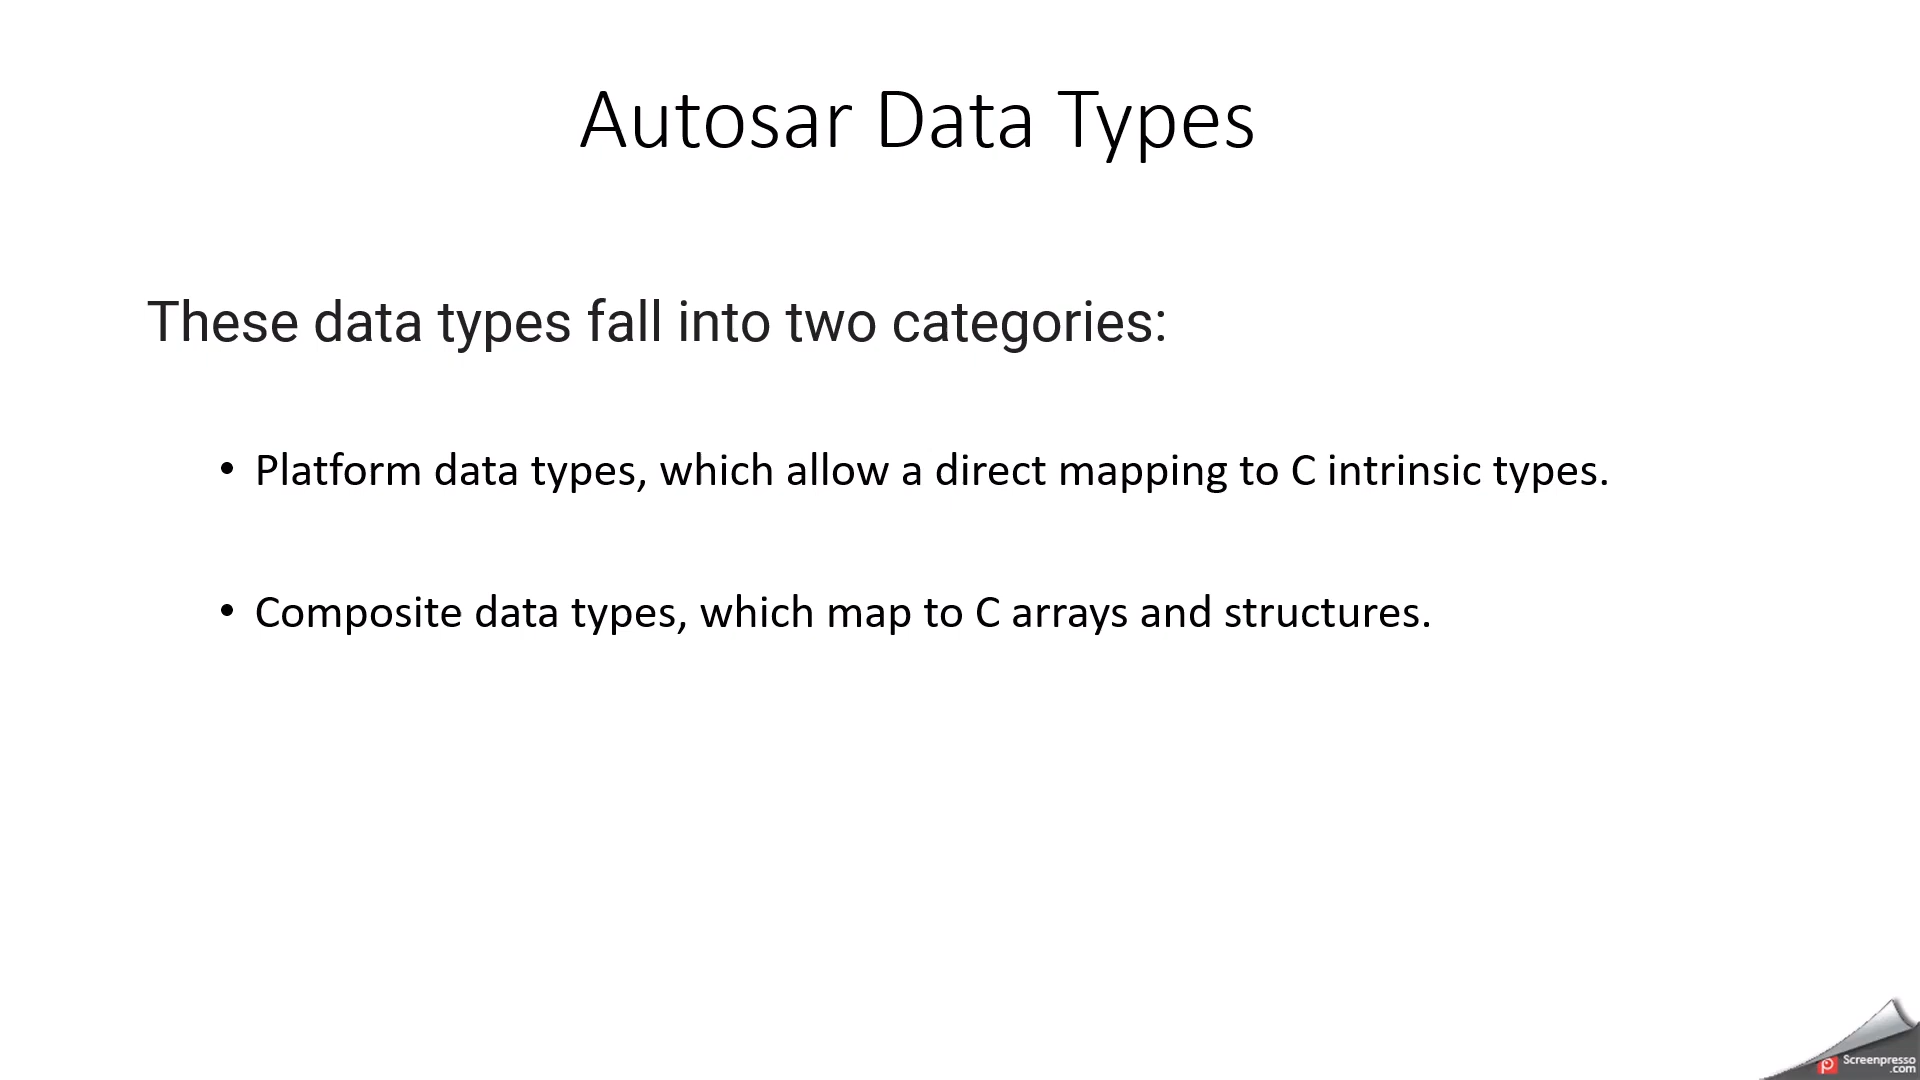 Autosar Data Types
These data types fall into two categories:
• Platform data types, which allow a direct mapping to C intrinsic types.
• Composite data types, which map to C arrays and structures.
Screenpresso
.com